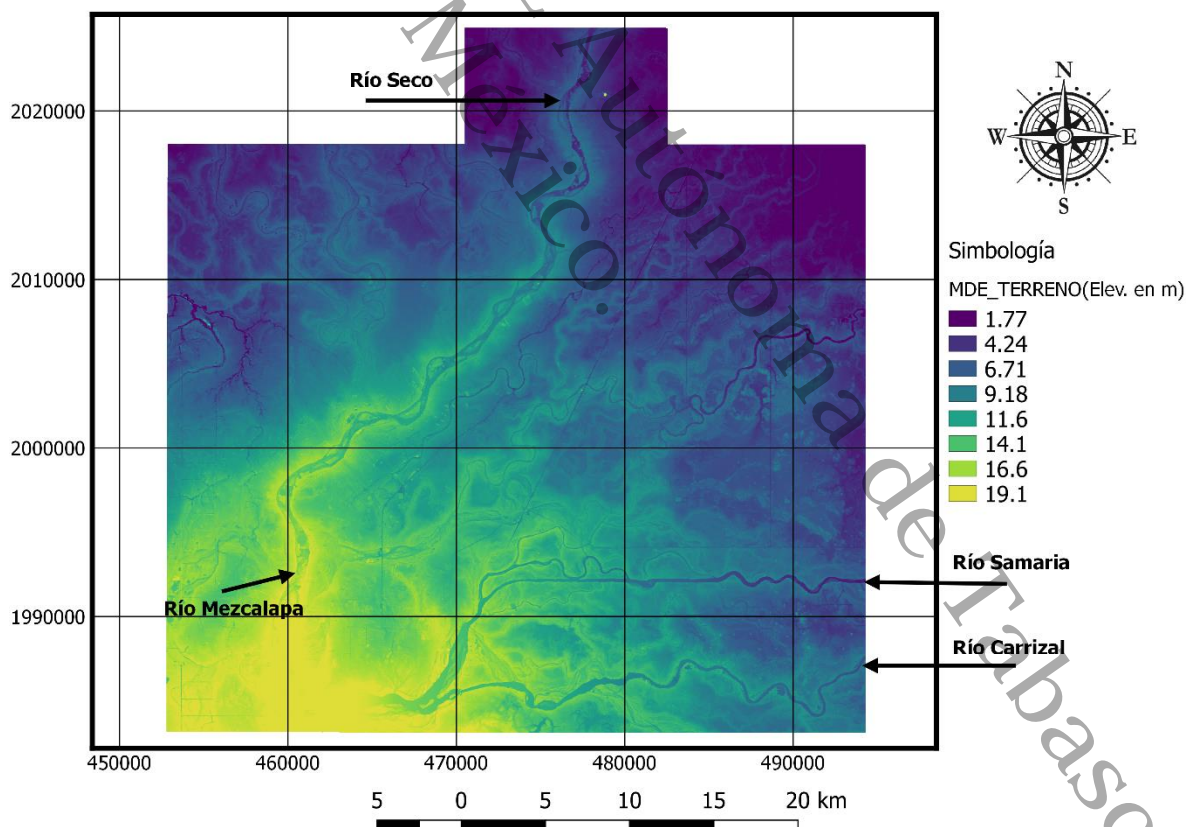 Río Seco
2020000
2010000
2000000
1990000
Río Mezcalapa
Río Samaria
Río Carrizal
450000
460000
470000
480000
490000
5 0 5 10 15 20 km
N
W E
S
Simbología
MDE_TERRENO(Elev. en m)
1.77
4.24
6.71
9.18
11.6
14.1
16.6
19.1
Autónoma de Tabasco
México.